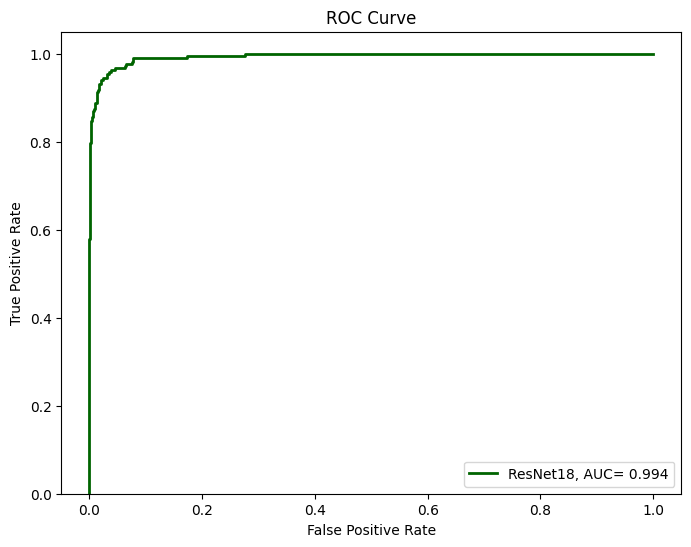 ROC Curve
1.0
0.8
0.6
0.4
0.2
0.0
True Positive Rate
ResNet18, AUC= 0.994
0.0 0.2 0.4 0.6 0.8 1.0
False Positive Rate